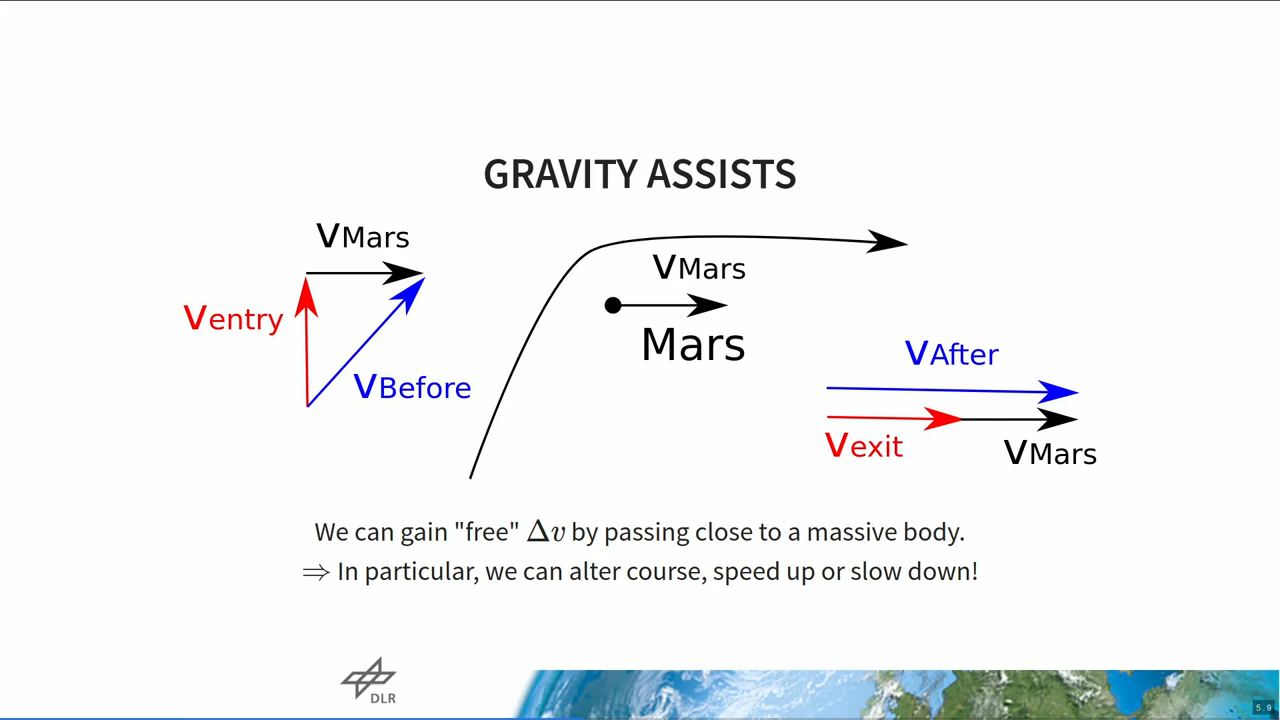 GRAVITY ASSISTS
vMars
ventry
vBefore
vMars
Mars
vAfter
vexit
vMars
We can gain "free" Δv by passing close to a massive body.
⇒ In particular, we can alter course, speed up or slow down!
DLR
5.9